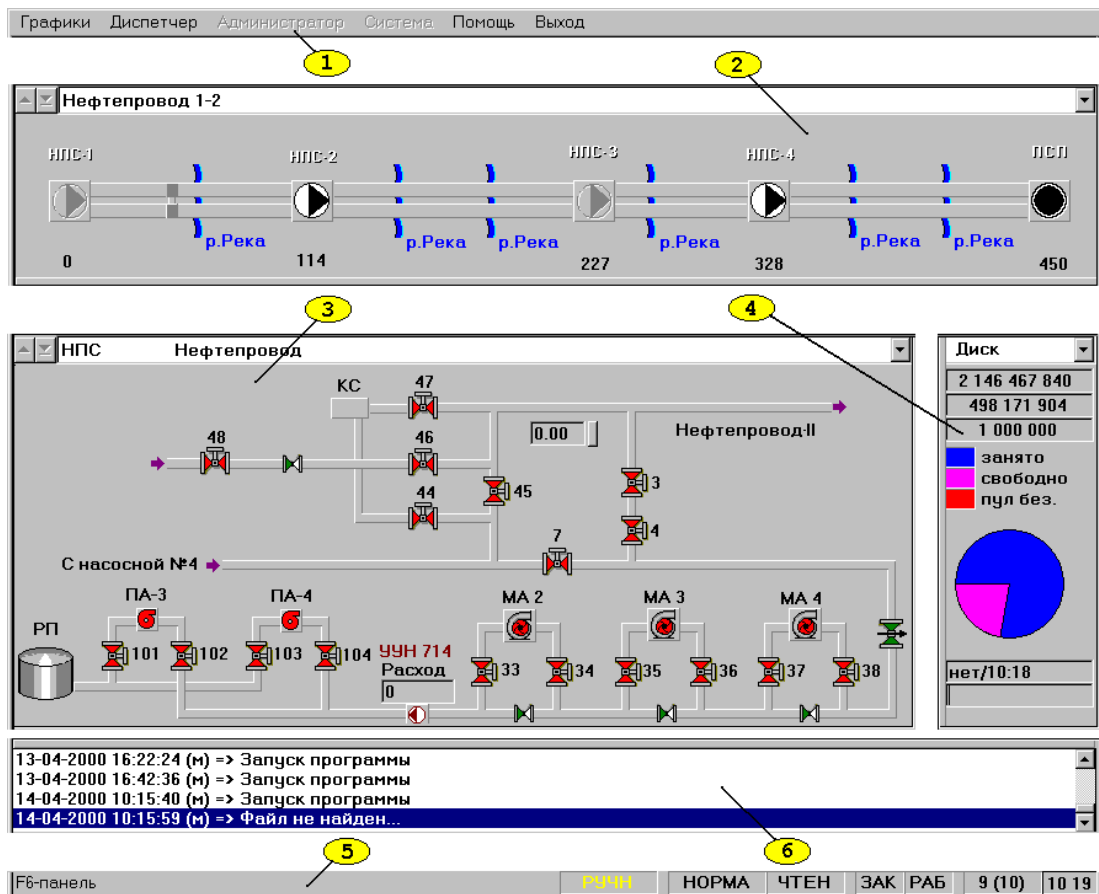 Графики Диспетчер Администратор Система Помощь Выход
1
2
Нефтепровод 1-2
НПС-1 НПС-2 НПС-3 НПС-4 ПСП
р.Река р.Река р.Река р.Река р.Река р.Река
0 114 227 328 450
3
4
НПС Нефтепровод
Диск
КС 47
2 146 467 840
498 171 904
1 000 000
48 46 0.00 Нефтепровод-II
занято
свободно
пул без.
44 45 3
7 4
С насосной №4
ПА-3 ПА-4 МА 2 МА 3 МА 4
РП
101 102 103 104 УУН 714
Расход
33 34 35 36 37 38
0
нет/10:18
13-04-2000 16:22:24 (м) => Запуск программы
13-04-2000 16:42:36 (м) => Запуск программы
14-04-2000 10:15:40 (м) => Запуск программы
14-04-2000 10:15:59 (м) => Файл не найден...
5
6
F6-панель РУЧН НОРМА ЧТЕН ЗАК РАБ 9 (10) 10 19